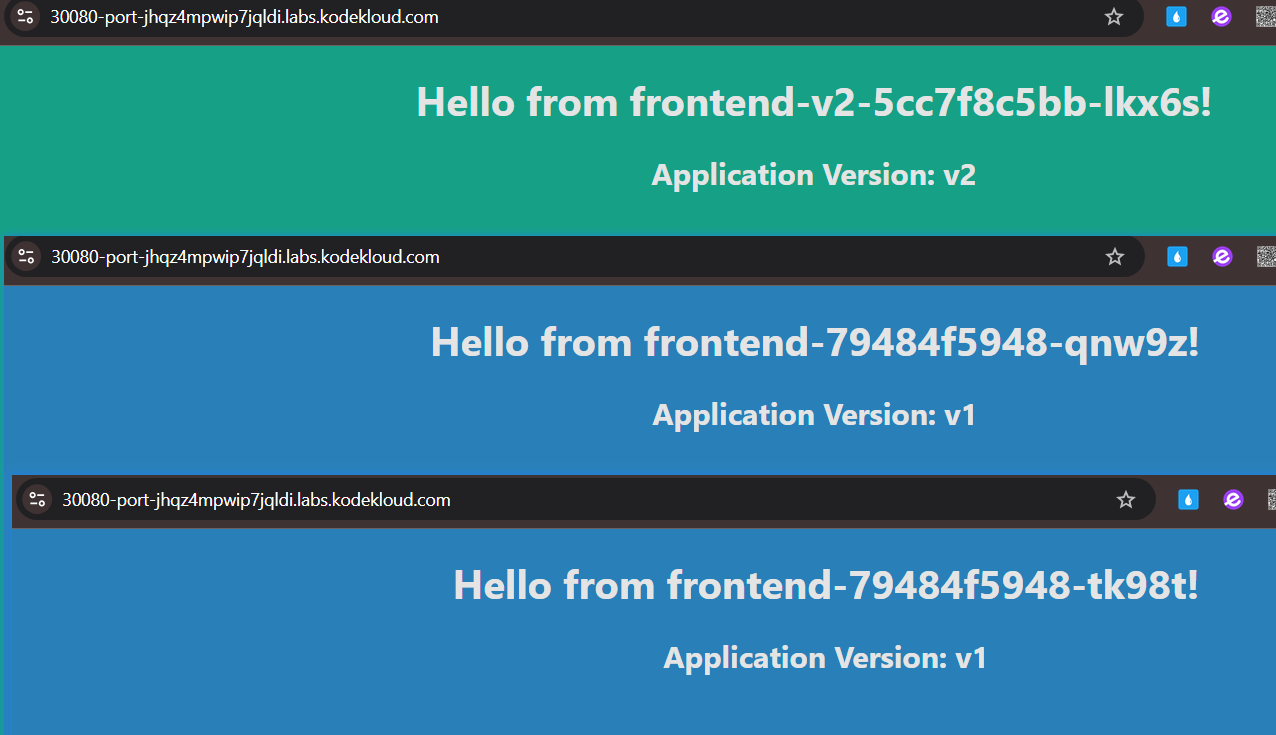 30080-port-jhqz4mpwip7jqldi.labs.kodekloud.com
Hello from frontend-v2-5cc7f8c5bb-lkx6s!
Application Version: v2
30080-port-jhqz4mpwip7jqldi.labs.kodekloud.com
Hello from frontend-79484f5948-qnw9z!
Application Version: v1
30080-port-jhqz4mpwip7jqldi.labs.kodekloud.com
Hello from frontend-79484f5948-tk98t!
Application Version: v1